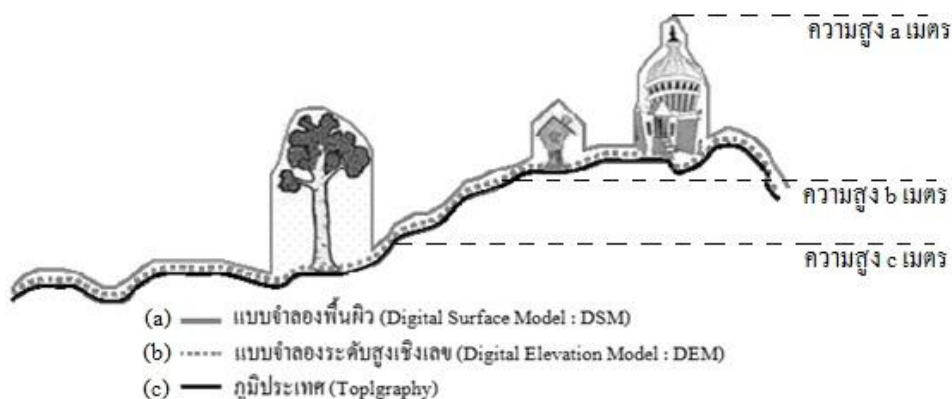 ความสูง a เมตร
ความสูง b เมตร
ความสูง c เมตร
(a) แบบจำลองพื้นผิว (Digital Surface Model : DSM)
(b) แบบจำลองระดับสูงเชิงเลข (Digital Elevation Model : DEM)
(c) ภูมิประเทศ (Toplgraphy)